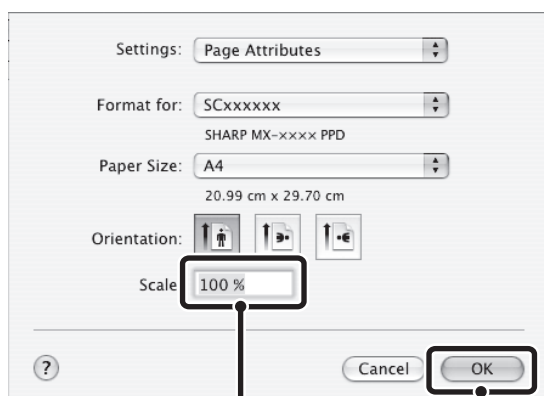 Settings: Page Attributes
Format for: SCxxxxxx
SHARP MX-×××× PPD
Paper Size: A4
20.99 cm x 29.70 cm
Orientation:
Scale 100 %
? Cancel OK